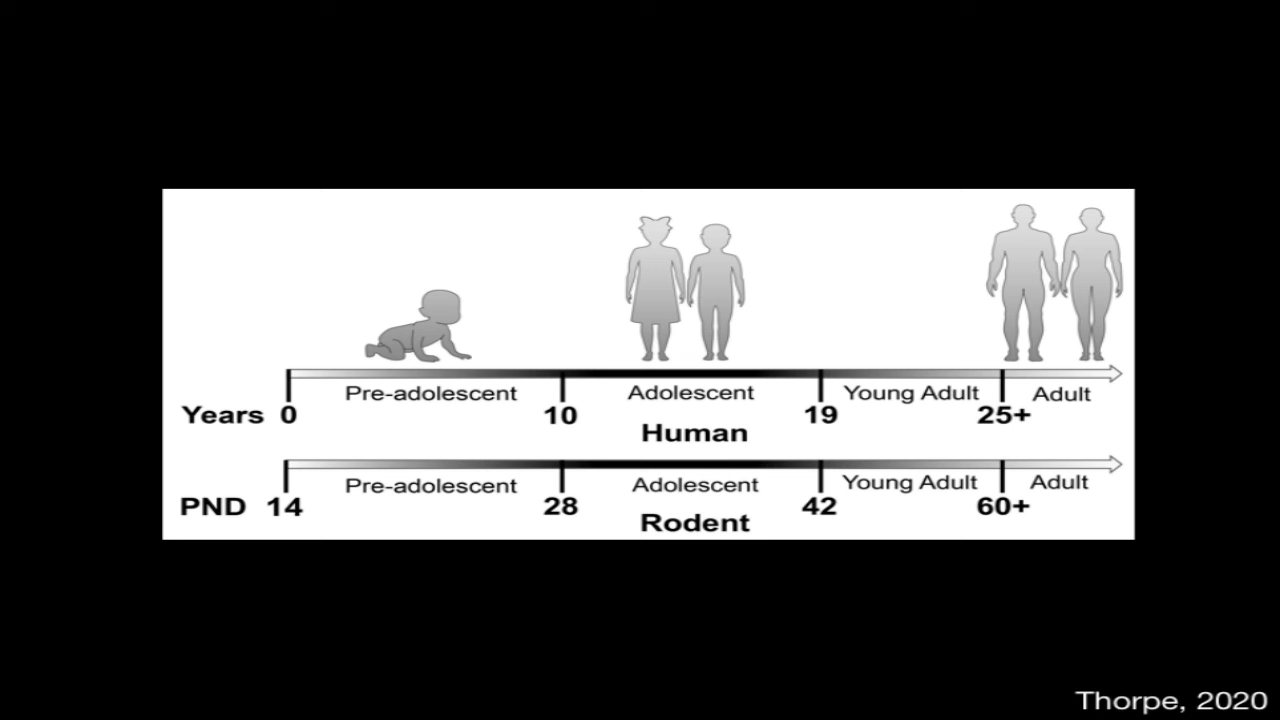 Pre-adolescent Adolescent Young Adult Adult
Years 0 10 19 25+
Human
Pre-adolescent Adolescent Young Adult Adult
PND 14 28 42 60+
Rodent
Thorpe, 2020